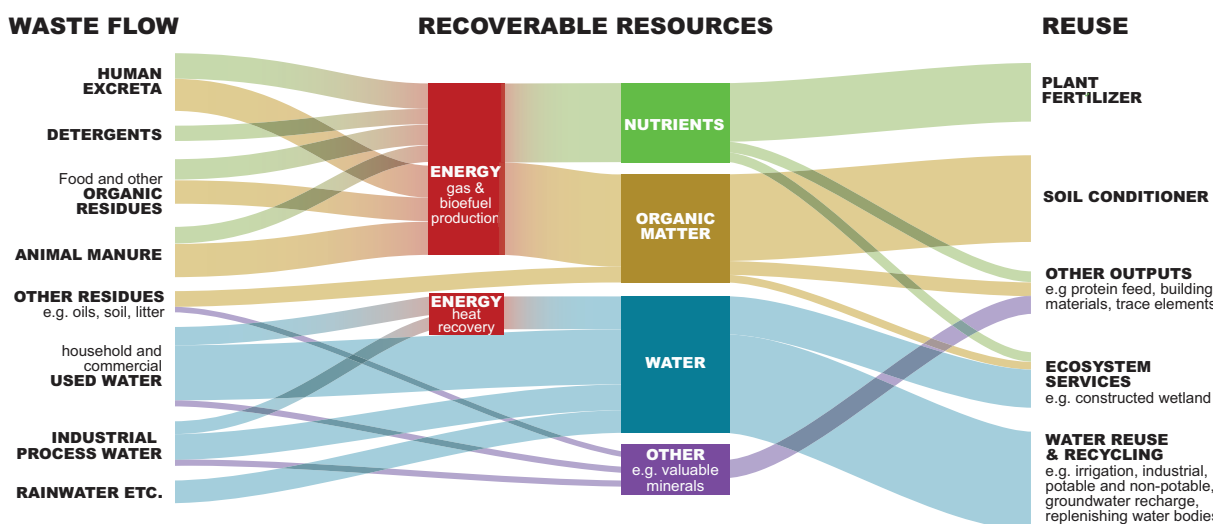 WASTE FLOW
RECOVERABLE RESOURCES
REUSE
HUMAN
EXCRETA
DETERGENTS
Food and other
ORGANIC
RESIDUES
ANIMAL MANURE
OTHER RESIDUES
e.g. oils, soil, litter
household and
commercial
USED WATER
INDUSTRIAL
PROCESS WATER
RAINWATER ETC.
ENERGY
gas &
bioefuel
production
ENERGY
heat
recovery
NUTRIENTS
ORGANIC
MATTER
WATER
OTHER
e.g. valuable
minerals
PLANT
FERTILIZER
SOIL CONDITIONER
OTHER OUTPUTS
e.g protein feed, building
materials, trace elements
ECOSYSTEM
SERVICES
e.g. constructed wetland
WATER REUSE
& RECYCLING
e.g. irrigation, industrial,
potable and non-potable,
groundwater recharge,
replenishing water bodies